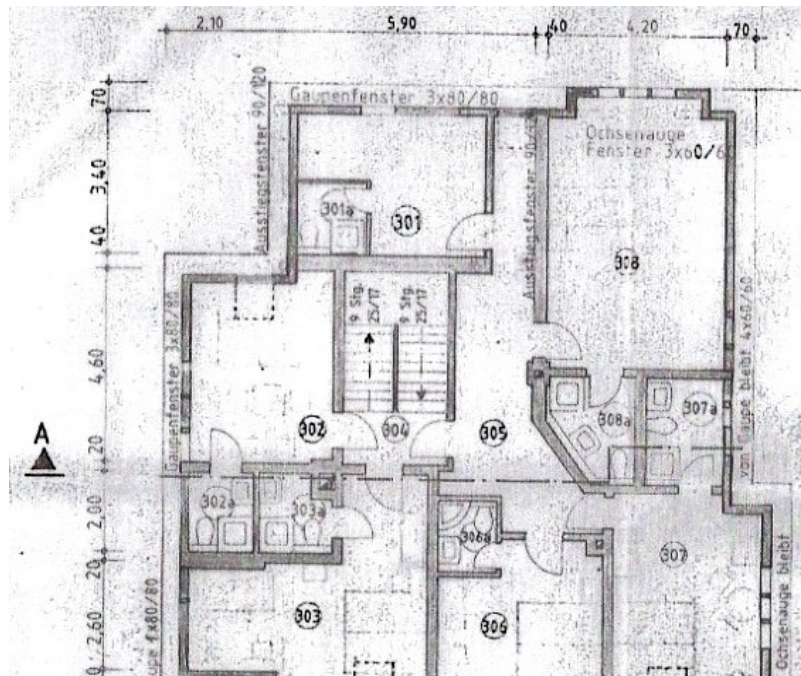 2,10
5,90
40
4,20
70
70
3,40
40
4,60
20
2,00
20
2,60
Ausstiegsfenster 90/120
Gaupenfenster 3x80/80
Ausstiegsfenster 90/
Ochsenauge
Fenster 3x60/6
301a
301
308
9 Stg.
25/17
9 Stg.
25/17
Gaupenfenster 3x80/80
von Gaupe bleibt 4x60/60
302
304
305
308a
307a
A
302a
303a
306a
307
303
306
Ochsenauge bleibt